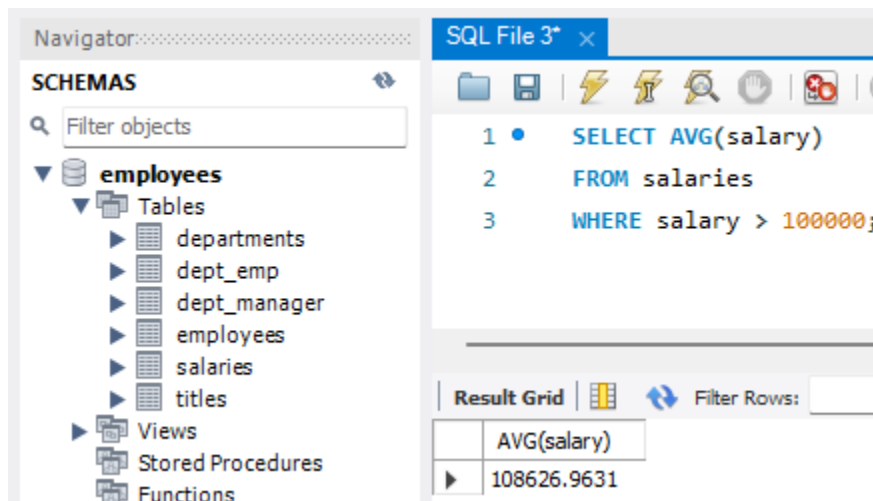 Navigator
SCHEMAS
Filter objects
employees
Tables
departments
dept_emp
dept_manager
employees
salaries
titles
Views
Stored Procedures
Functions
SQL File 3*
1 SELECT AVG(salary)
2 FROM salaries
3 WHERE salary > 100000;
Result Grid Filter Rows:
AVG(salary)
108626.9631